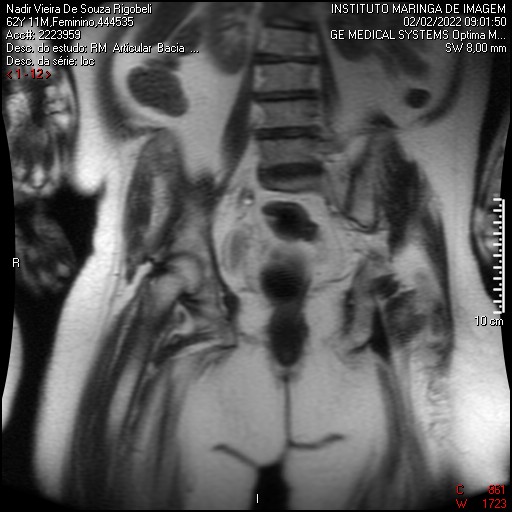 Nadir Vieira De Souza Rigobeli
62Y 11M,Feminino,444535
Acc#: 2223959
Desc. do estudo: RM Articular Bacia ...
Desc. da série: loc
<1-12>
INSTITUTO MARINGA DE IMAGEM
02/02/2022 09:01:50
GE MEDICAL SYSTEMS Optima M...
SW 8,00 mm
R
10 cm
I
C 861
W 1723